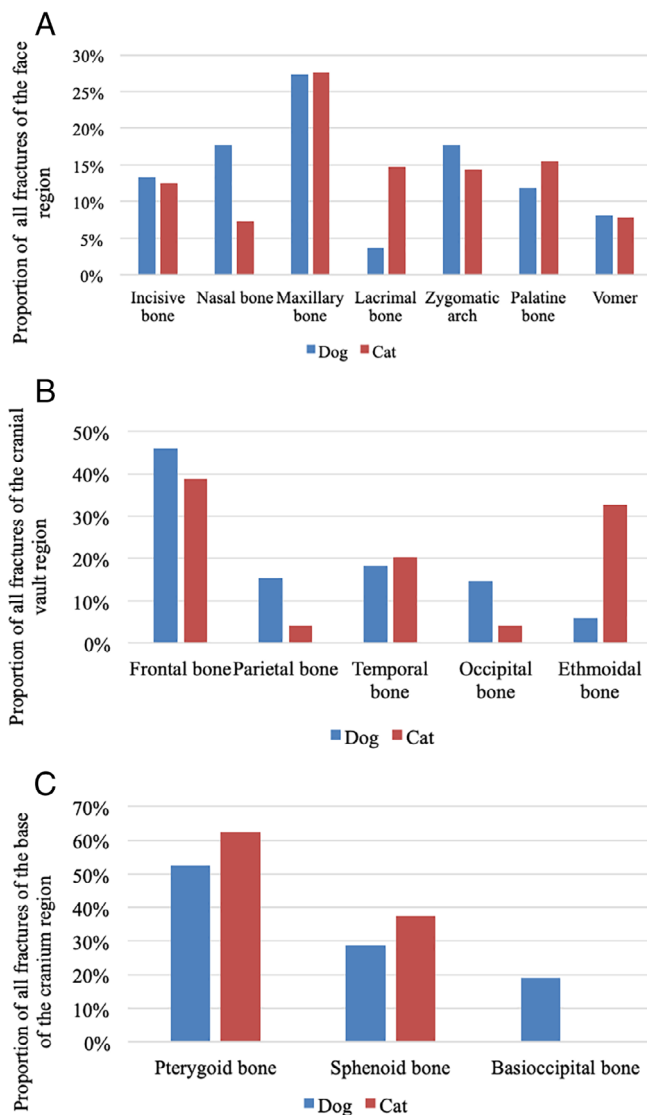 A
Proportion of all fractures of the face
region
30%
25%
20%
15%
10%
5%
0%
Incisive
bone
Nasal bone
Maxillary
bone
Lacrimal
bone
Zygomatic
arch
Palatine
bone
Vomer
Dog Cat
B
Proportion of all fractures of the cranial
vault region
50%
40%
30%
20%
10%
0%
Frontal bone
Parietal bone
Temporal
bone
Occipital
bone
Ethmoidal
bone
Dog Cat
C
Proportion of all fractures of the base
of the cranium region
70%
60%
50%
40%
30%
20%
10%
0%
Pterygoid bone
Sphenoid bone
Basioccipital bone
Dog Cat